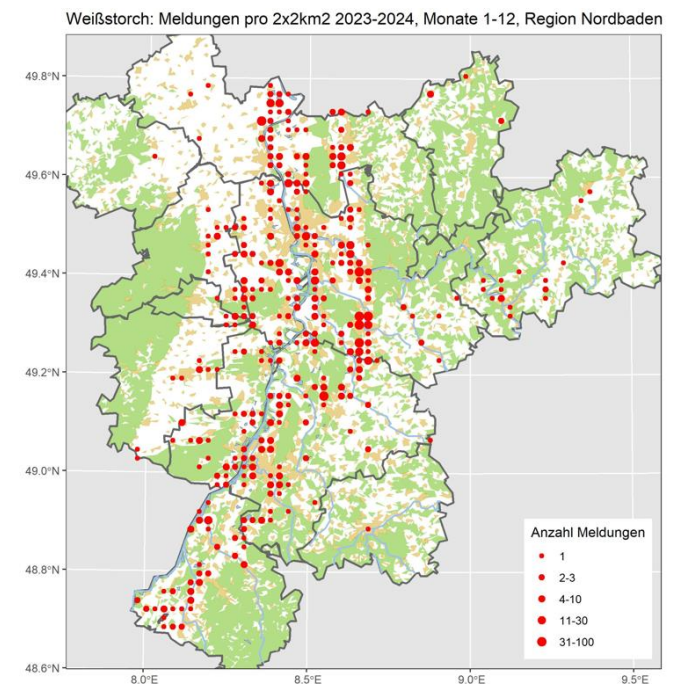 Weißstorch: Meldungen pro 2x2km2 2023-2024, Monate 1-12, Region Nordbaden
49.8°N
49.6°N
49.4°N
49.2°N
49.0°N
48.8°N
48.6°N
Anzahl Meldungen
1
2-3
4-10
11-30
31-100
8.0°E 8.5°E 9.0°E 9.5°E